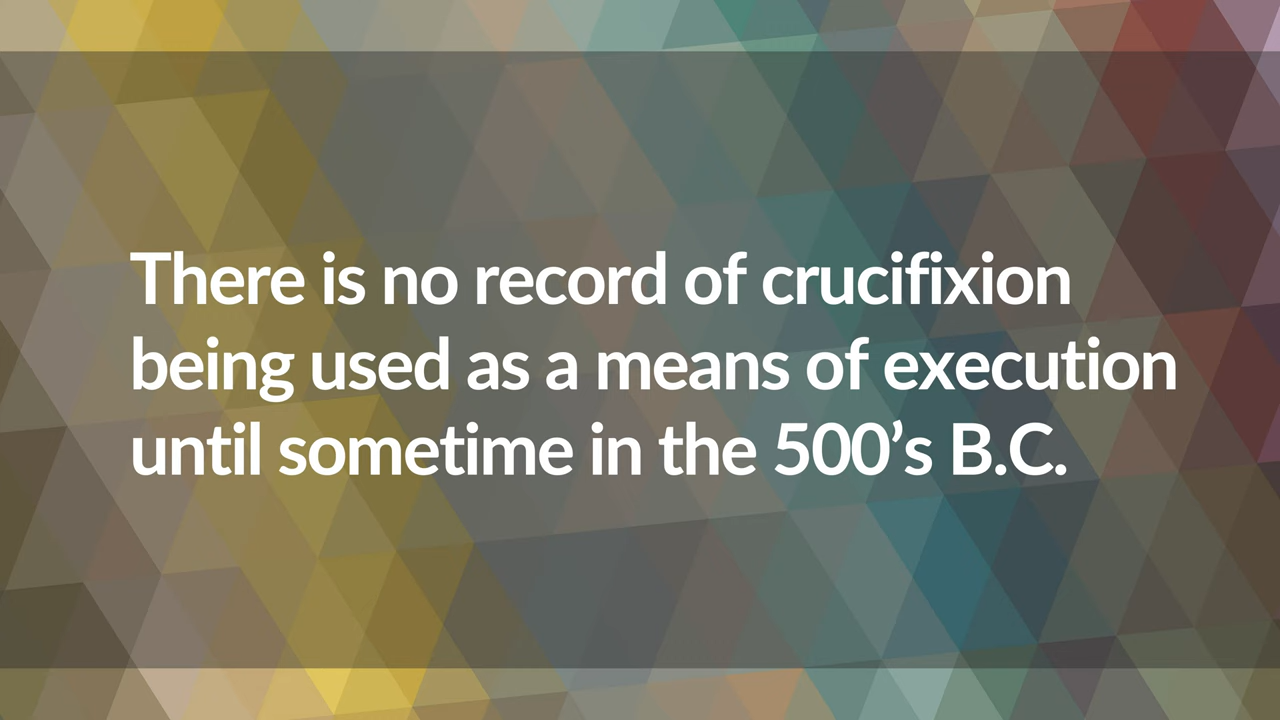 There is no record of crucifixion
being used as a means of execution
until sometime in the 500’s B.C.